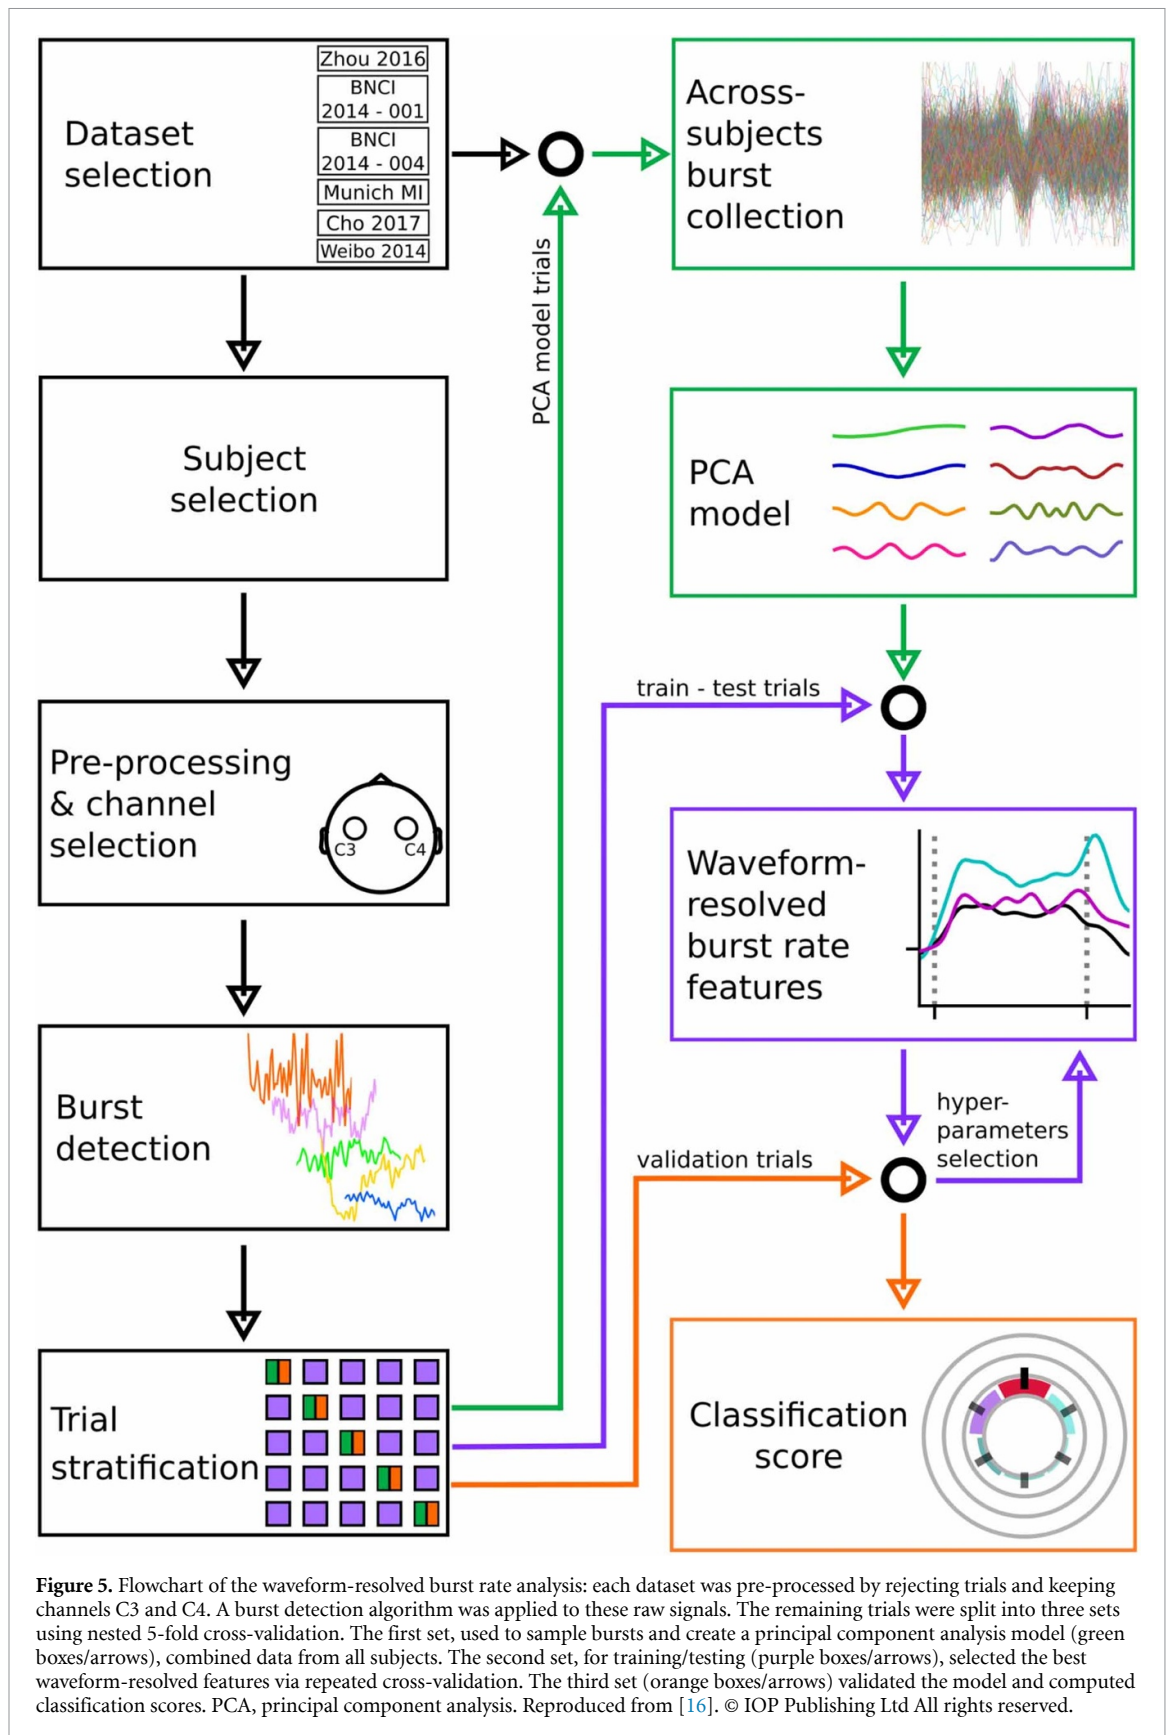 Dataset
selection
Zhou 2016
BNCI
2014 - 001
BNCI
2014 - 004
Munich MI
Cho 2017
Weibo 2014
Across-
subjects
burst
collection
PCA model trials
Subject
selection
PCA
model
train - test trials
Pre-processing
& channel
selection
C3
C4
Waveform-
resolved
burst rate
features
Burst
detection
hyper-
parameters
selection
validation trials
Trial
stratification
Classification
score
Figure 5. Flowchart of the waveform-resolved burst rate analysis: each dataset was pre-processed by rejecting trials and keeping
channels C3 and C4. A burst detection algorithm was applied to these raw signals. The remaining trials were split into three sets
using nested 5-fold cross-validation. The first set, used to sample bursts and create a principal component analysis model (green
boxes/arrows), combined data from all subjects. The second set, for training/testing (purple boxes/arrows), selected the best
waveform-resolved features via repeated cross-validation. The third set (orange boxes/arrows) validated the model and computed
classification scores. PCA, principal component analysis. Reproduced from [16]. © IOP Publishing Ltd All rights reserved.